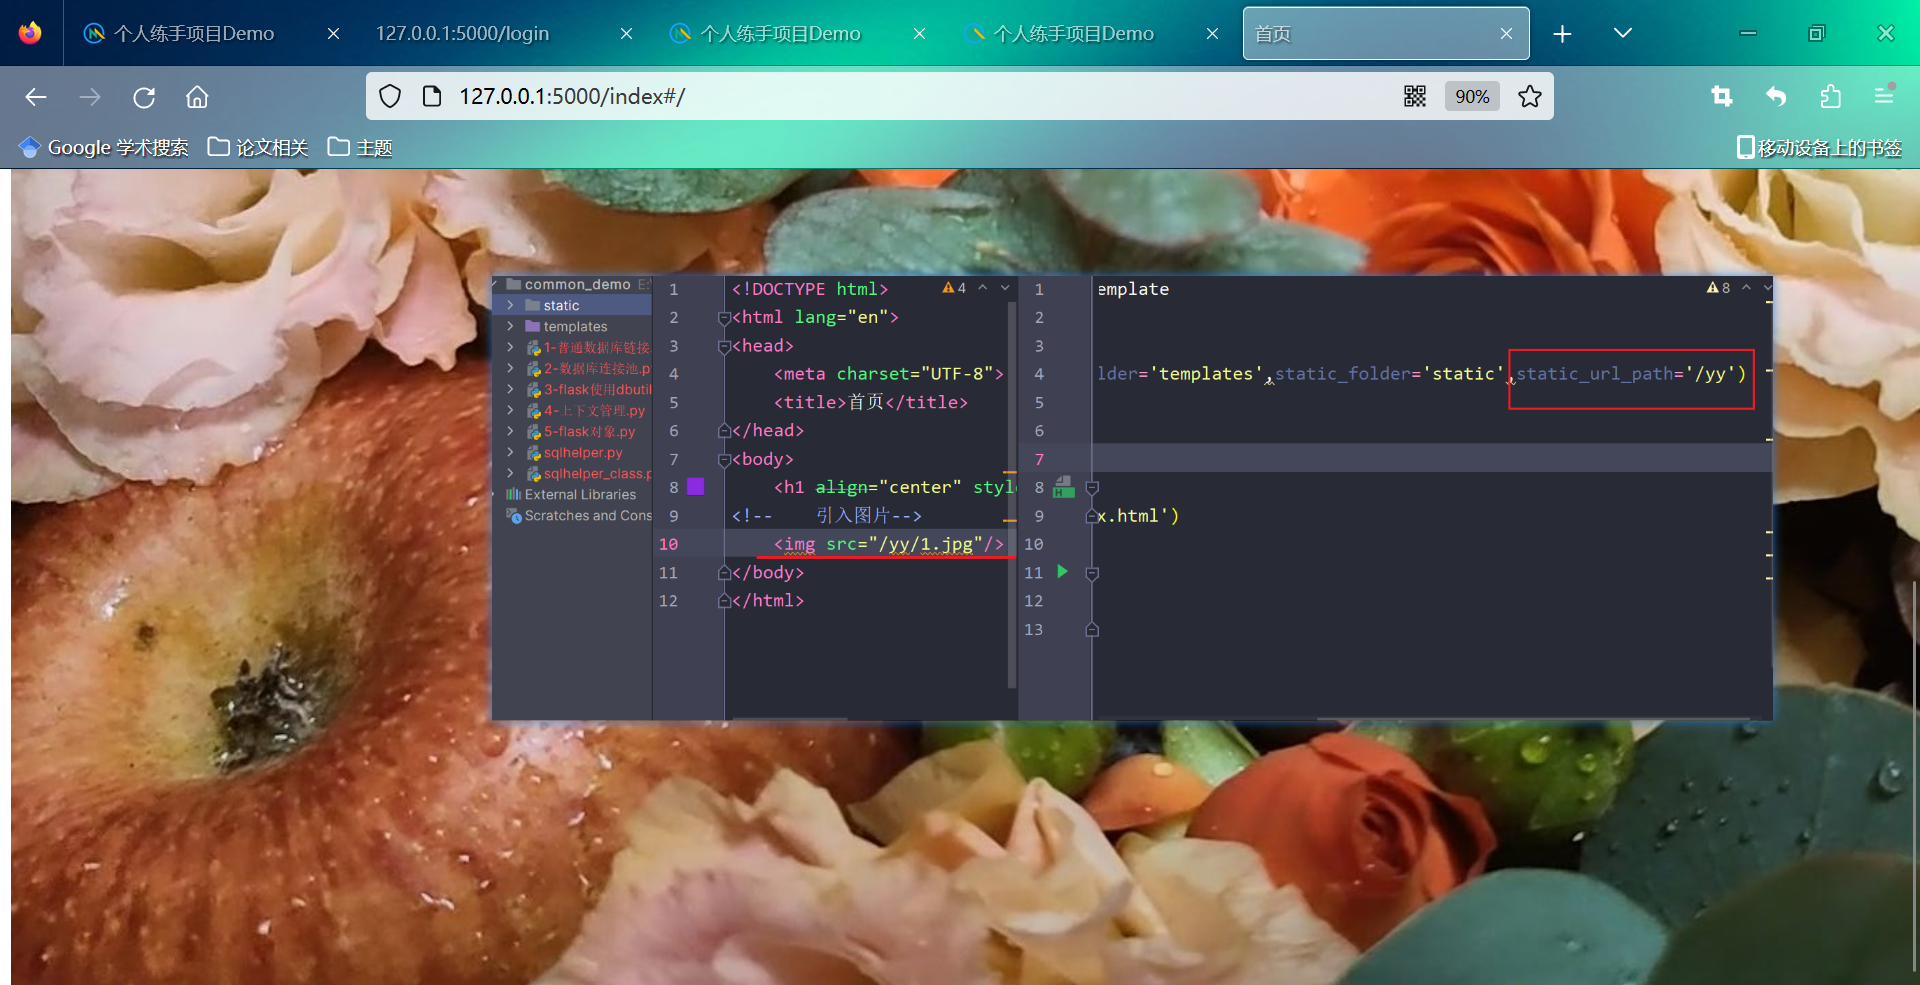 个人练手项目Demo
127.0.0.1:5000/login
个人练手项目Demo
个人练手项目Demo
首页
127.0.0.1:5000/index#/
90%
Google 学术搜索
论文相关
主题
移动设备上的书签
common_demo E:\
static
templates
1-普通数据库链接.
2-数据库连接池.p
3-flask使用dbutil
4-上下文管理.py
5-flask对象.py
sqlhelper.py
sqlhelper_class.p
External Libraries
Scratches and Cons
4
1 <!DOCTYPE html>
2 <html lang="en">
3 <head>
4 <meta charset="UTF-8">
5 <title>首页</title>
6 </head>
7 <body>
8 <h1 align="center" styl
9 <!-- 引入图片-->
10 <img src="/yy/1.jpg"/>
11 </body>
12 </html>
8
1 emplate
2
3
4 lder='templates',static_folder='static',static_url_path='/yy')
5
6
7
8
9 x.html')
10
11
12
13